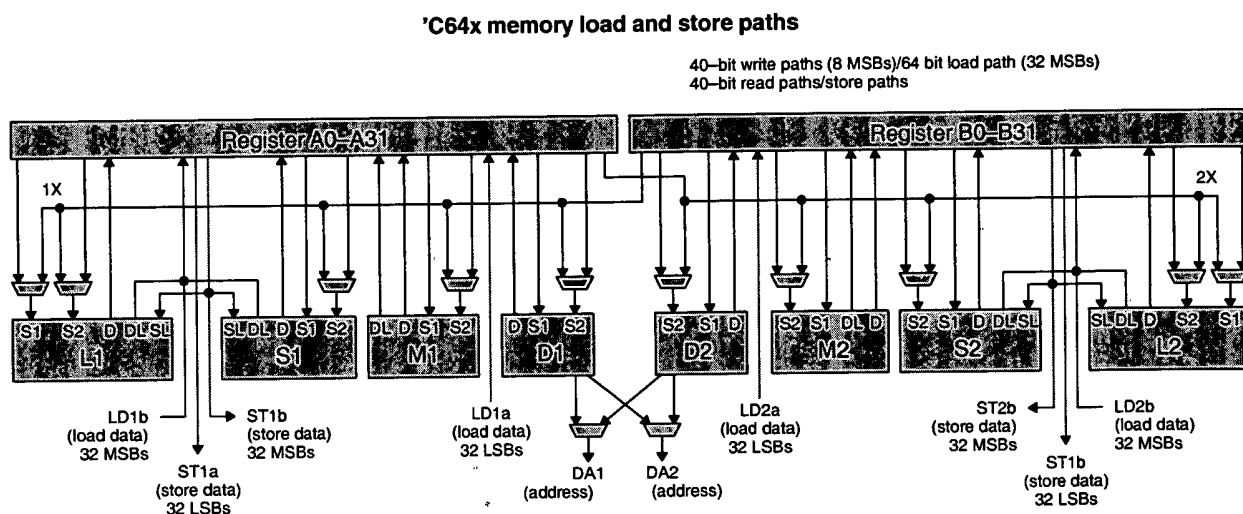 'C64x memory load and store paths
40–bit write paths (8 MSBs)/64 bit load path (32 MSBs)
40–bit read paths/store paths
Register A0–A31
Register B0–B31
1X
2X
S1 S2 D DL SL
L1
SL DL D S1 S2
S1
DL D S1 S2
M1
D S1 S2
D1
S2 S1 D
D2
S2 S1 DL D
M2
S2 S1 D DL SL
S2
SL DL D S2 S1
L2
LD1b
(load data)
32 MSBs
ST1b
(store data)
32 MSBs
ST1a
(store data)
32 LSBs
LD1a
(load data)
32 LSBs
DA1
(address)
DA2
(address)
LD2a
(load data)
32 LSBs
ST2b
(store data)
32 MSBs
LD2b
(load data)
32 MSBs
ST1b
(store data)
32 LSBs